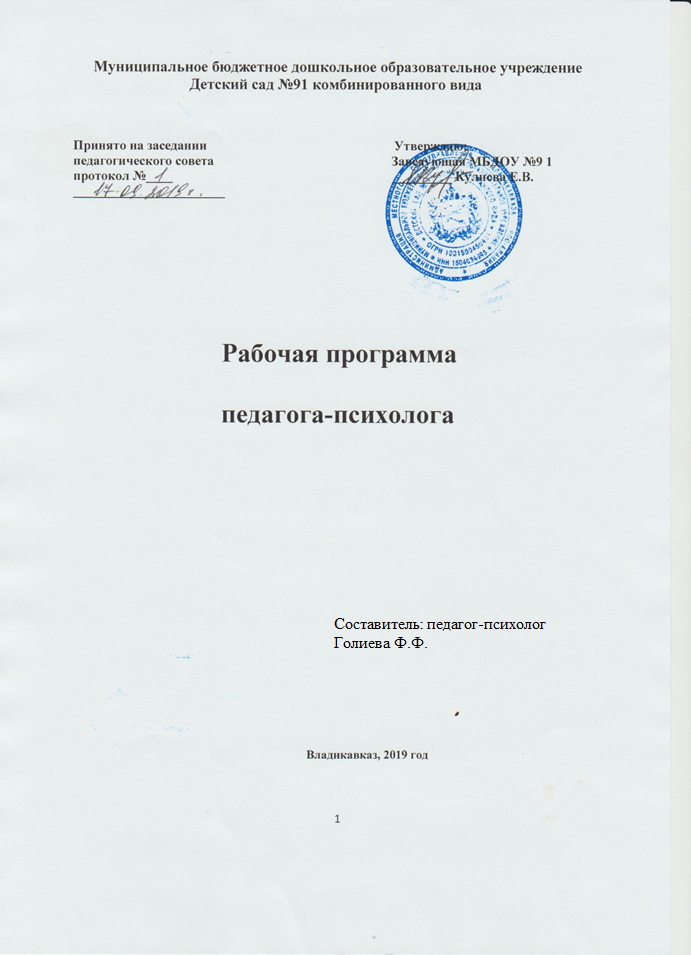 Муниципальное бюджетное дошкольное образовательное учреждение
Детский сад №91 комбинированного вида
Принято на заседании
педагогического совета
протокол № 1
17.09.2019 г.
Утверждаю:
Заведующая МБДОУ №9 1
Кулиева Е.В.
Рабочая программа
педагога-психолога
Составитель: педагог-психолог
Голиева Ф.Ф.
Владикавказ, 2019 год
1